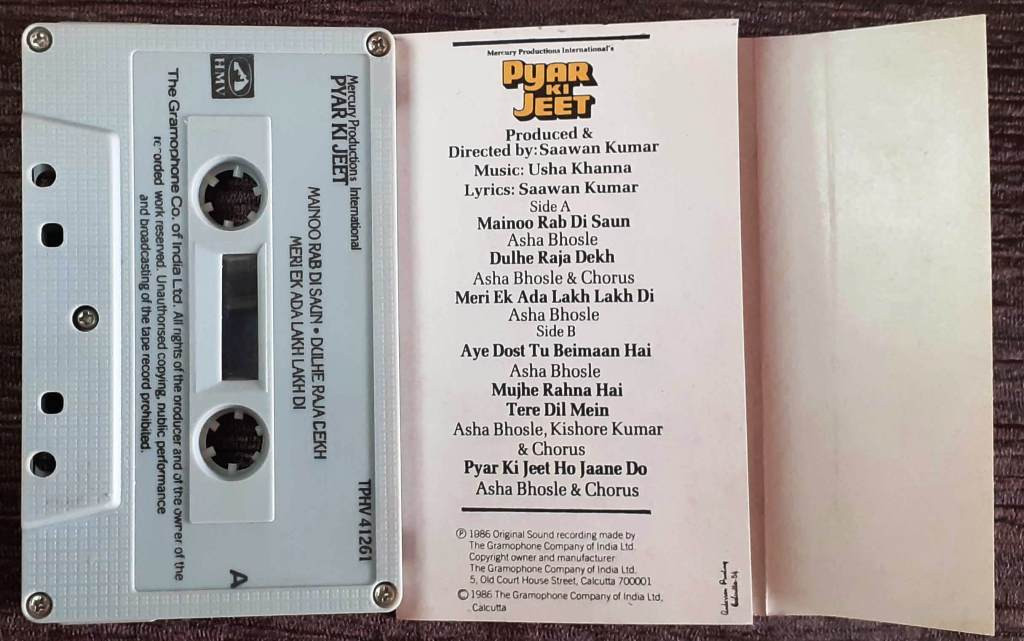 HMV
Mercury Productions International
PYAR KI JEET
MAINOO RAB DI SAUN • DULHE RAJA DEKH
MERI EK ADA LAKH LAKH DI
The Gramophone Co. of India Ltd. All rights of the producer and of the owner of the
recorded work reserved. Unauthorised copying, public performance
and broadcasting of the tape record prohibited.
TPHV 41261
A
Mercury Productions International's
PYAR
KI
JEET
Produced &
Directed by: Saawan Kumar
Music: Usha Khanna
Lyrics: Saawan Kumar
Side A
Mainoo Rab Di Saun
Asha Bhosle
Dulhe Raja Dekh
Asha Bhosle & Chorus
Meri Ek Ada Lakh Lakh Di
Asha Bhosle
Side B
Aye Dost Tu Beimaan Hai
Asha Bhosle
Mujhe Rahna Hai
Tere Dil Mein
Asha Bhosle, Kishore Kumar
& Chorus
Pyar Ki Jeet Ho Jaane Do
Asha Bhosle & Chorus
℗ 1986 Original Sound recording made by
The Gramophone Company of India Ltd.
Copyright owner and manufacturer
The Gramophone Company of India Ltd.
5, Old Court House Street, Calcutta 700001
© 1986 The Gramophone Company of India Ltd,
Calcutta